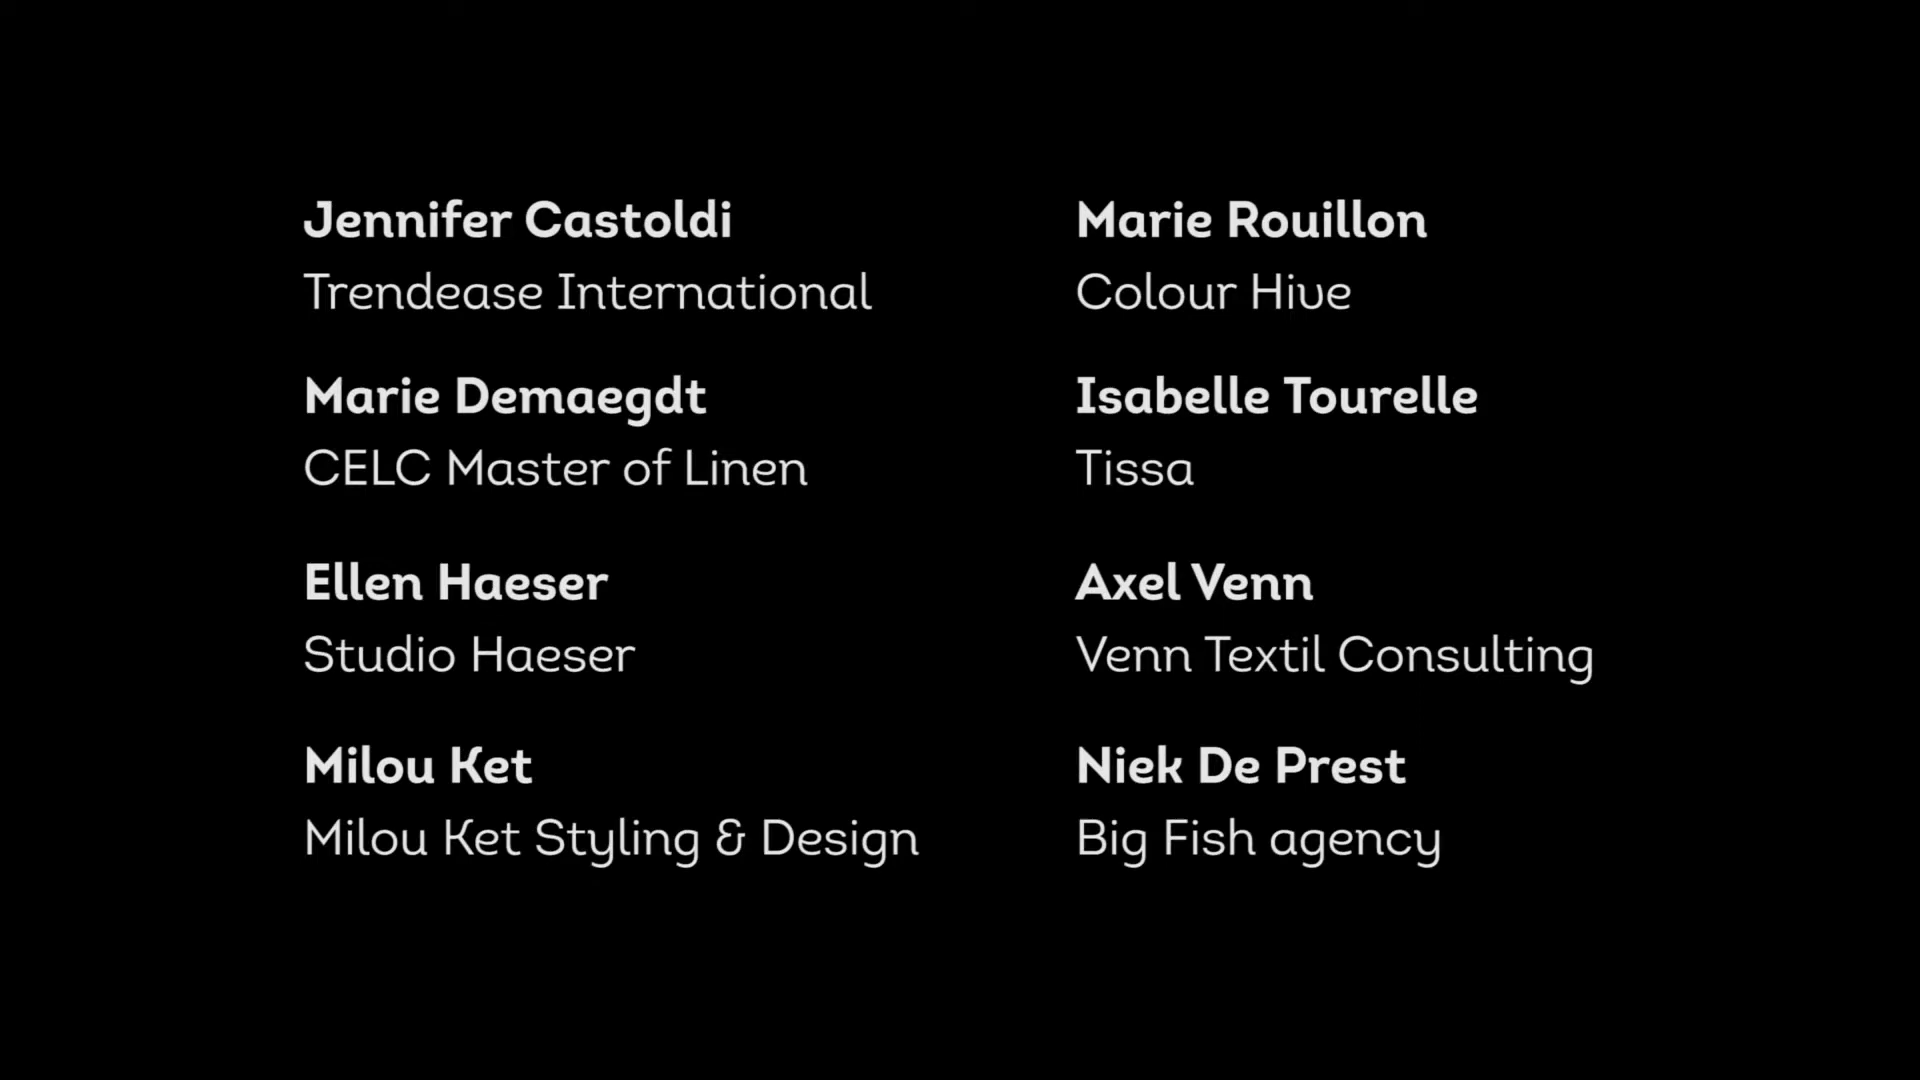 Jennifer Castoldi
Trendease International
Marie Demaegdt
CELC Master of Linen
Ellen Haeser
Studio Haeser
Milou Ket
Milou Ket Styling & Design
Marie Rouillon
Colour Hive
Isabelle Tourelle
Tissa
Axel Venn
Venn Textil Consulting
Niek De Prest
Big Fish agency